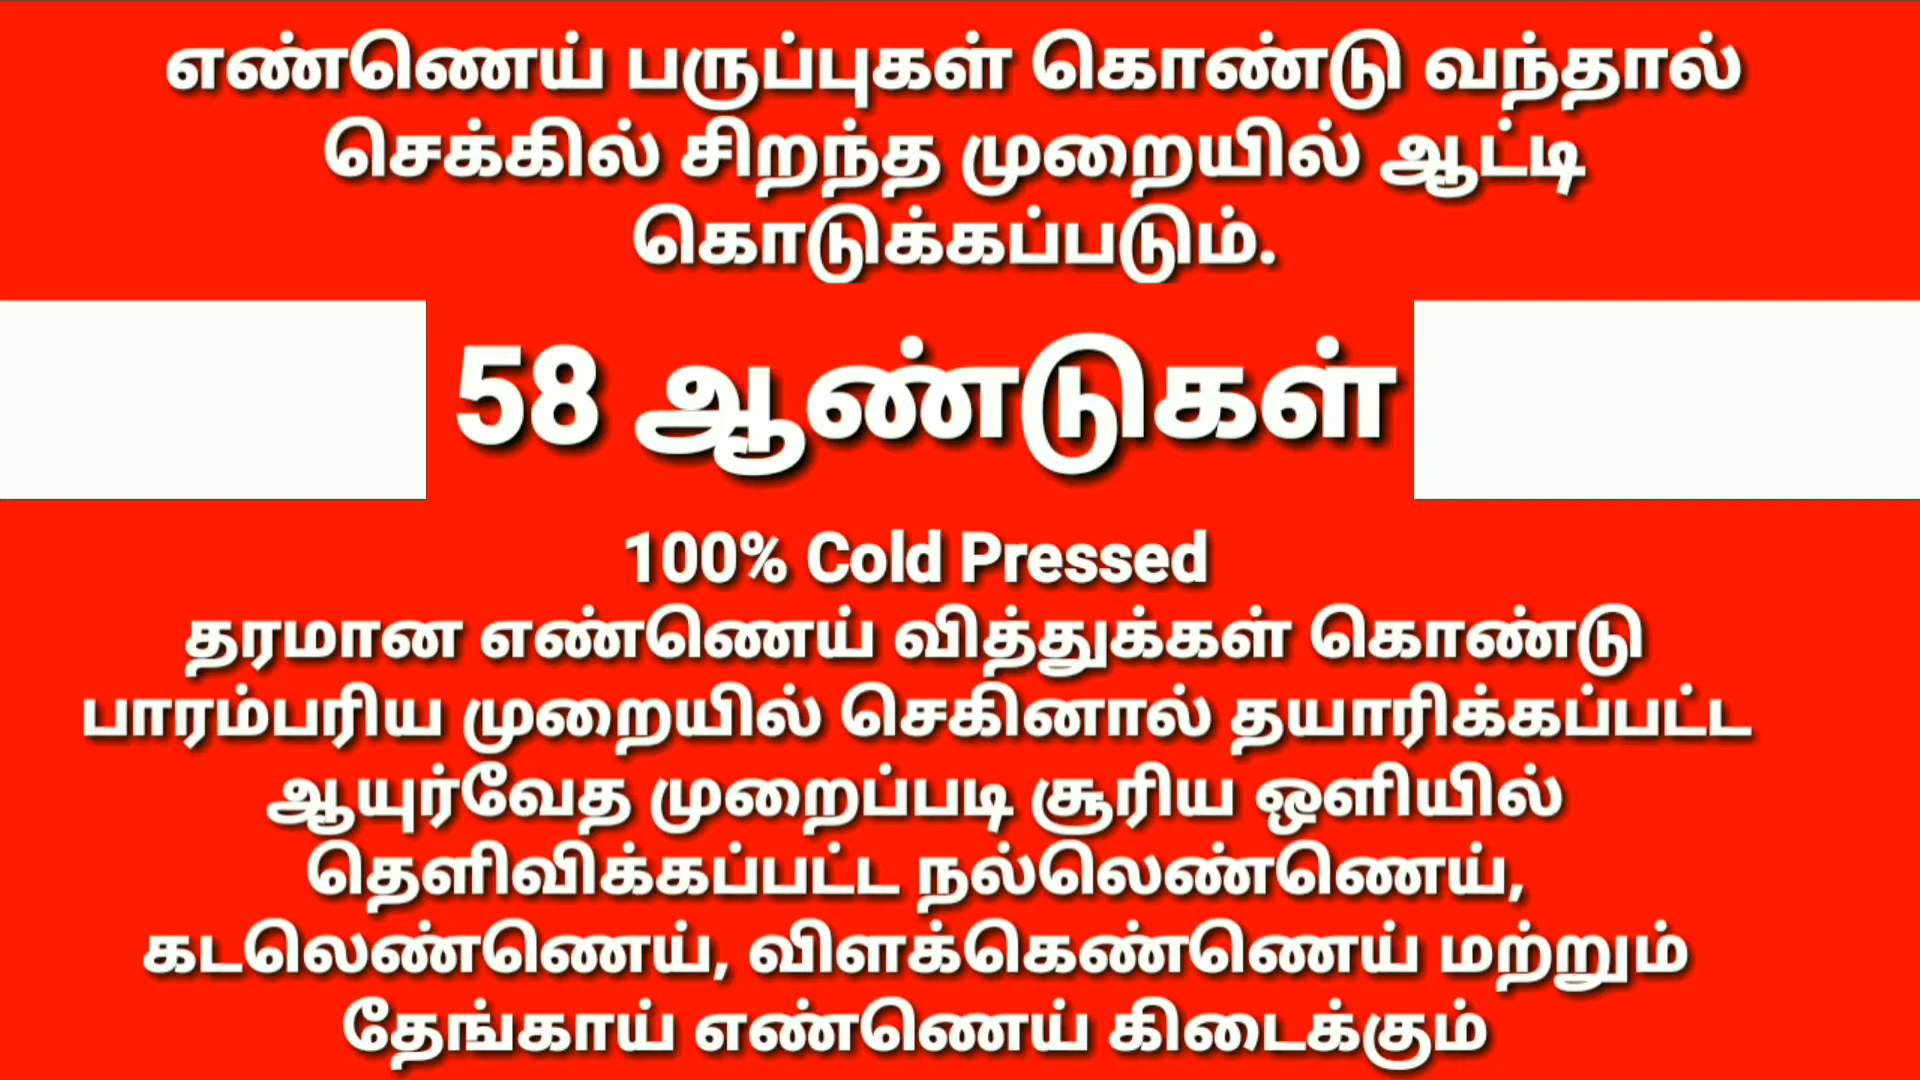 எண்ணெய் பருப்புகள் கொண்டு வந்தால்
செக்கில் சிறந்த முறையில் ஆட்டி
கொடுக்கப்படும்.
58 ஆண்டுகள்
100% Cold Pressed
தரமான எண்ணெய் வித்துக்கள் கொண்டு
பாரம்பரிய முறையில் செகினால் தயாரிக்கப்பட்ட
ஆயுர்வேத முறைப்படி சூரிய ஒளியில்
தெளிவிக்கப்பட்ட நல்லெண்ணெய்,
கடலெண்ணெய், விளக்கெண்ணெய் மற்றும்
தேங்காய் எண்ணெய் கிடைக்கும்